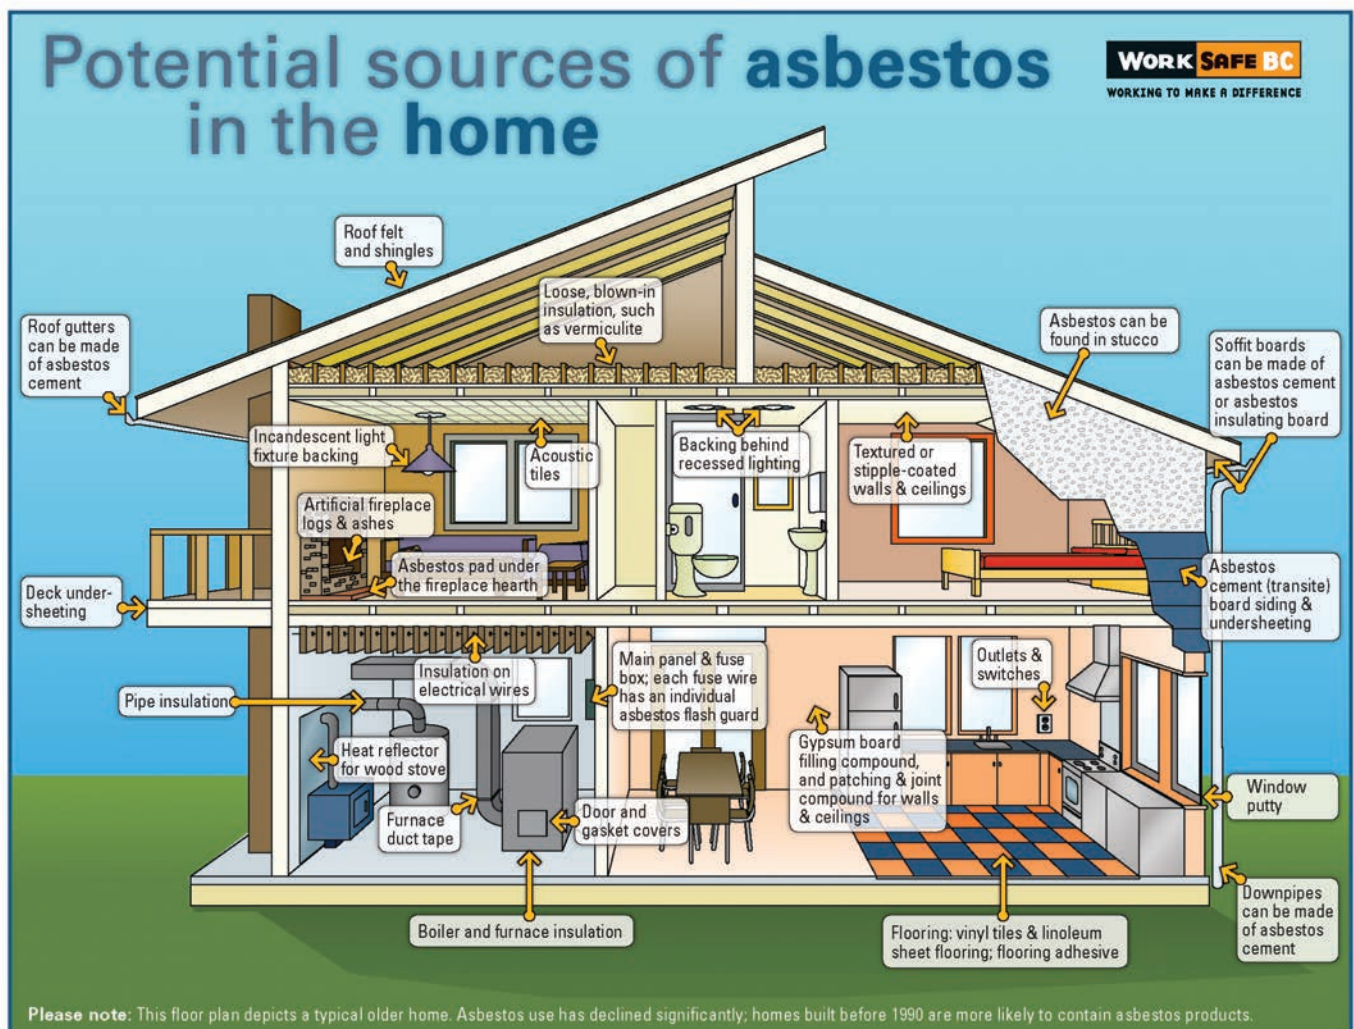 Potential sources of asbestos
in the home
WORK SAFE BC
WORKING TO MAKE A DIFFERENCE
Roof felt
and shingles
Loose, blown-in
insulation, such
as vermiculite
Roof gutters
can be made
of asbestos
cement
Asbestos can be
found in stucco
Soffit boards
can be made of
asbestos cement
or asbestos
insulating board
Incandescent light
fixture backing
Acoustic
tiles
Backing behind
recessed lighting
Textured or
stipple-coated
walls & ceilings
Artificial fireplace
logs & ashes
Asbestos pad under
the fireplace hearth
Deck under-
sheeting
Asbestos
cement (transite)
board siding &
undersheeting
Insulation on
electrical wires
Main panel & fuse
box; each fuse wire
has an individual
asbestos flash guard
Outlets &
switches
Pipe insulation
Heat reflector
for wood stove
Gypsum board
filling compound,
and patching & joint
compound for walls
& ceilings
Furnace
duct tape
Door and
gasket covers
Window
putty
Boiler and furnace insulation
Flooring: vinyl tiles & linoleum
sheet flooring; flooring adhesive
Downpipes
can be made
of asbestos
cement
Please note: This floor plan depicts a typical older home. Asbestos use has declined significantly; homes built before 1990 are more likely to contain asbestos products.